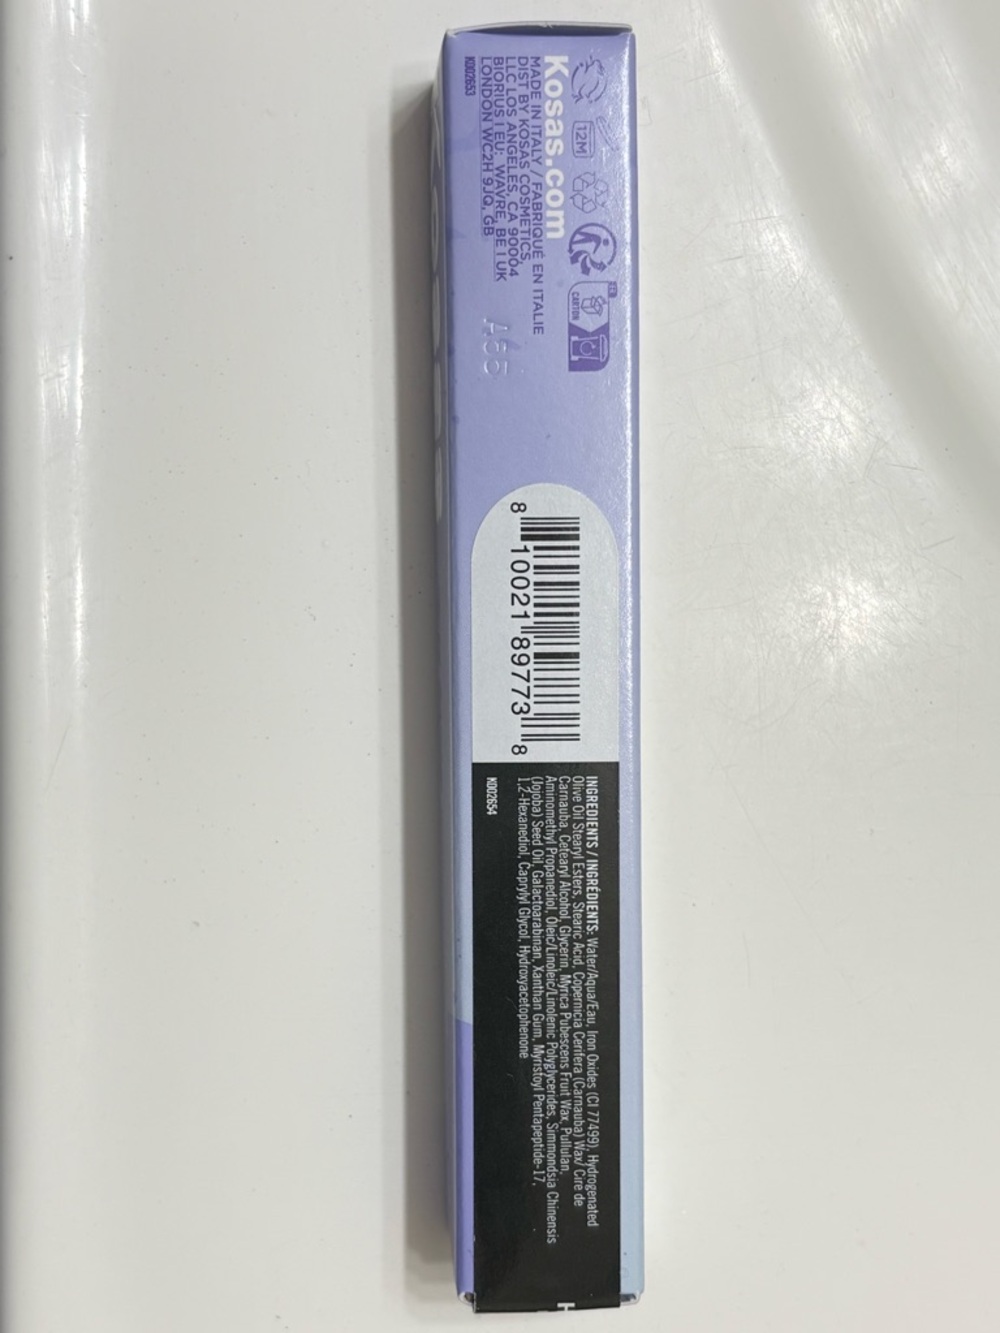 Kosas.com
MADE IN ITALY / FABRIQUÉ EN ITALIE
DIST BY KOSAS COSMETICS,
LLC LOS ANGELES, CA 90004
BIORIUS | EU: WAVRE, BE | UK
LONDON WC2H 9JQ, GB
K002653
12M
CARTON
8 10021 89773 8
INGREDIENTS / INGRÉDIENTS: Water/Aqua/Eau, Iron Oxides (CI 77499), Hydrogenated
Olive Oil Stearyl Esters, Stearic Acid, Copernicia Cerifera (Carnauba) Wax/ Cire de
Carnauba, Cetearyl Alcohol, Glycerin, Myrica Pubescens Fruit Wax, Pullulan,
Aminomethyl Propanediol, Oleic/Linoleic/Linolenic Polyglycerides, Simmondsia Chinensis
(Jojoba) Seed Oil, Galactoarabinan, Xanthan Gum, Myristoyl Pentapeptide-17,
1,2-Hexanediol, Caprylyl Glycol, Hydroxyacetophenone
K002654